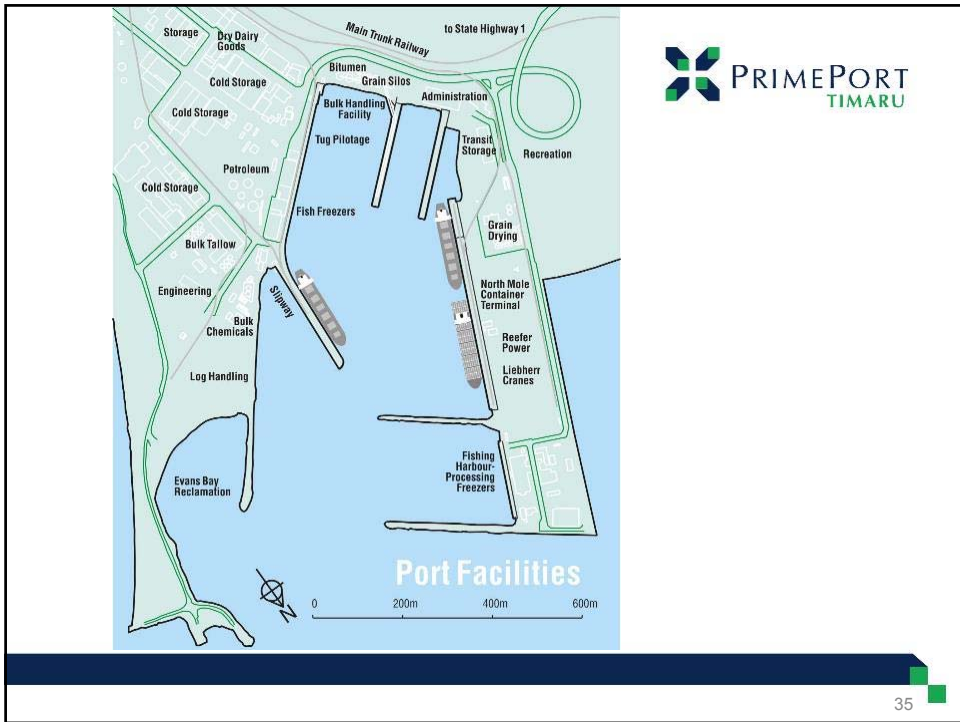 Storage
Dry Dairy
Goods
Main Trunk Railway
to State Highway 1
PRIMEPORT
TIMARU
Bitumen
Grain Silos
Cold Storage
Administration
Bulk Handling
Facility
Cold Storage
Tug Pilotage
Transit
Storage
Recreation
Petroleum
Cold Storage
Fish Freezers
Grain
Drying
Bulk Tallow
Engineering
Slipway
North Mole
Container
Terminal
Bulk
Chemicals
Reefer
Power
Liebherr
Cranes
Log Handling
Fishing
Harbour-
Processing
Freezers
Evans Bay
Reclamation
Port Facilities
N
0 200m 400m 600m
35